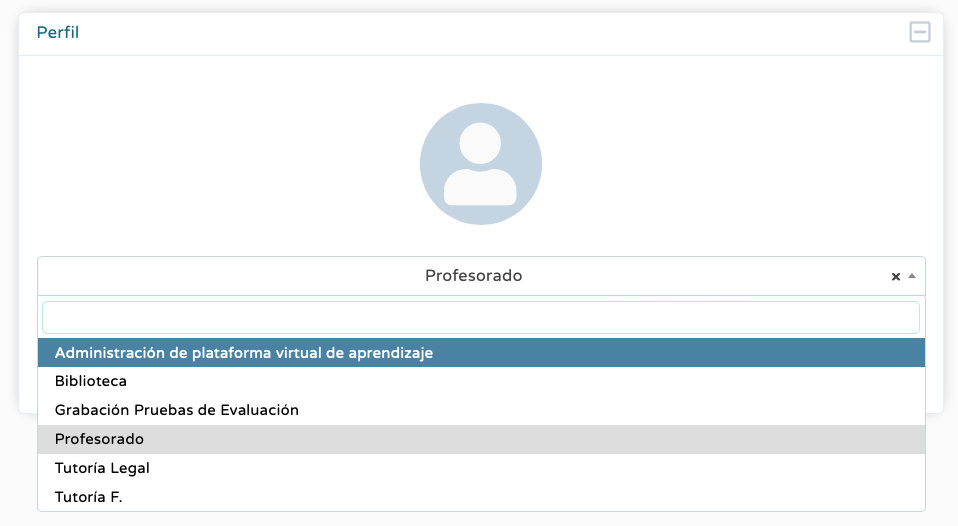 Perfil
Profesorado
Administración de plataforma virtual de aprendizaje
Biblioteca
Grabación Pruebas de Evaluación
Profesorado
Tutoría Legal
Tutoría F.